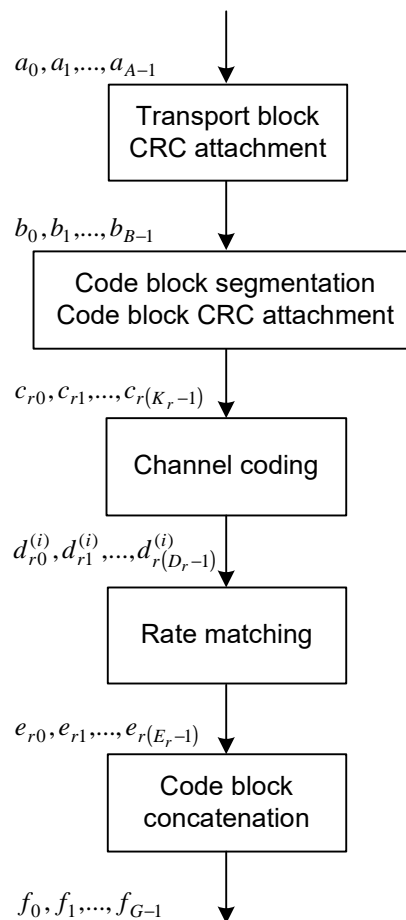 a_0, a_1,..., a_{A−1}
Transport block
CRC attachment
b_0, b_1,..., b_{B−1}
Code block segmentation
Code block CRC attachment
c_{r0}, c_{r1},..., c_{r(K_r−1)}
Channel coding
d_{r0}^{(i)}, d_{r1}^{(i)},..., d_{r(D_r−1)}^{(i)}
Rate matching
e_{r0}, e_{r1},..., e_{r(E_r−1)}
Code block
concatenation
f_0, f_1,..., f_{G−1}